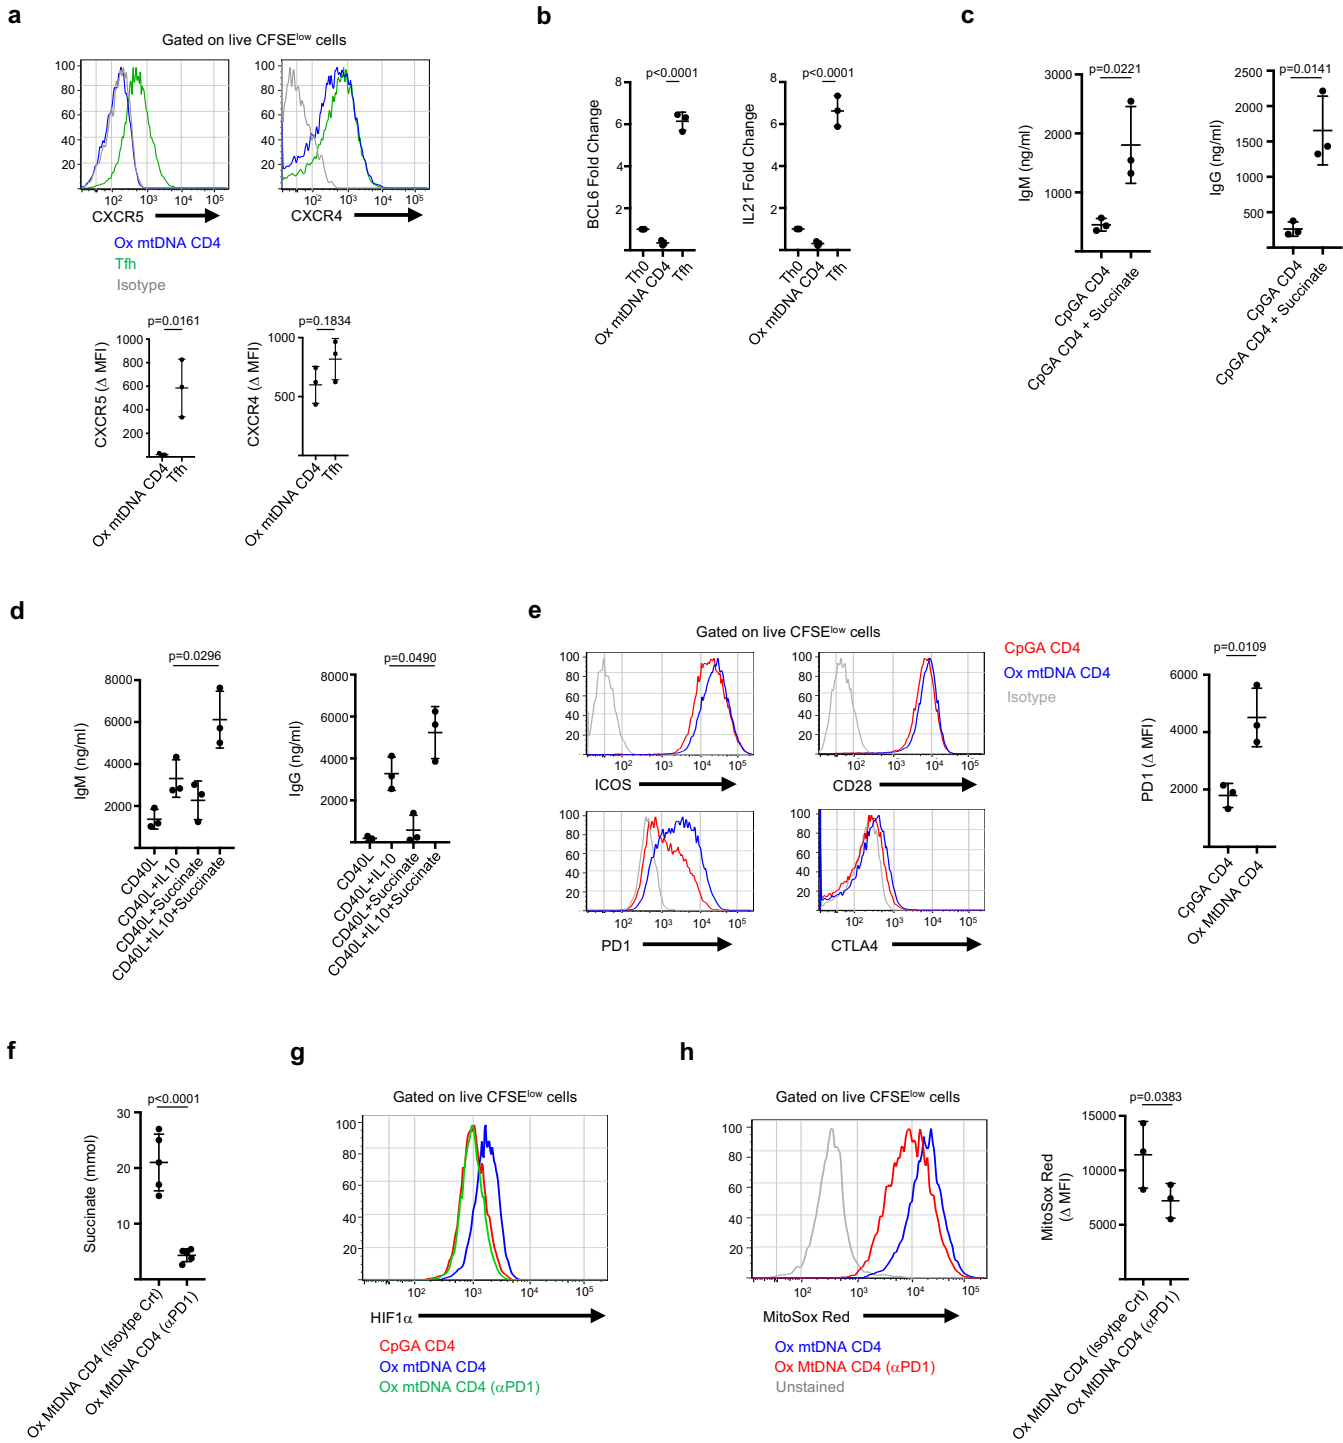 a
Gated on live CFSElow cells
100
80
60
40
20
10² 10³ 10⁴ 10⁵
CXCR5
100
80
60
40
20
10² 10³ 10⁴ 10⁵
CXCR4
Ox mtDNA CD4
Tfh
Isotype
p=0.0161
CXCR5 (Δ MFI)
1000
800
600
400
200
Ox mtDNA CD4
Tfh
p=0.1834
CXCR4 (Δ MFI)
1000
500
Ox mtDNA CD4
Tfh
b
p<0.0001
BCL6 Fold Change
8
6
4
2
Th0
Ox mtDNA CD4
Tfh
p<0.0001
IL21 Fold Change
8
6
4
2
Th0
Ox mtDNA CD4
Tfh
c
p=0.0221
IgM (ng/ml)
3000
2000
1000
CpGA CD4
CpGA CD4 + Succinate
p=0.0141
IgG (ng/ml)
2500
2000
1500
1000
500
CpGA CD4
CpGA CD4 + Succinate
d
p=0.0296
IgM (ng/ml)
8000
6000
4000
2000
CD40L
CD40L+IL10
CD40L+Succinate
CD40L+IL10+Succinate
p=0.0490
IgG (ng/ml)
8000
6000
4000
2000
CD40L
CD40L+IL10
CD40L+Succinate
CD40L+IL10+Succinate
e
Gated on live CFSElow cells
100
80
60
40
20
10² 10³ 10⁴ 10⁵
ICOS
100
80
60
40
20
10² 10³ 10⁴ 10⁵
CD28
100
80
60
40
20
10² 10³ 10⁴ 10⁵
PD1
100
80
60
40
20
10² 10³ 10⁴ 10⁵
CTLA4
CpGA CD4
Ox mtDNA CD4
Isotype
p=0.0109
PD1 (Δ MFI)
6000
4000
2000
CpGA CD4
Ox MtDNA CD4
f
p<0.0001
Succinate (mmol)
30
20
10
Ox MtDNA CD4 (Isoytpe Crt)
Ox MtDNA CD4 (αPD1)
g
Gated on live CFSElow cells
100
80
60
40
20
10² 10³ 10⁴ 10⁵
HIF1α
CpGA CD4
Ox mtDNA CD4
Ox mtDNA CD4 (αPD1)
h
Gated on live CFSElow cells
100
80
60
40
20
10² 10³ 10⁴ 10⁵
MitoSox Red
Ox mtDNA CD4
Ox MtDNA CD4 (αPD1)
Unstained
p=0.0383
MitoSox Red
(Δ MFI)
15000
10000
5000
Ox MtDNA CD4 (Isoytpe Crt)
Ox MtDNA CD4 (αPD1)